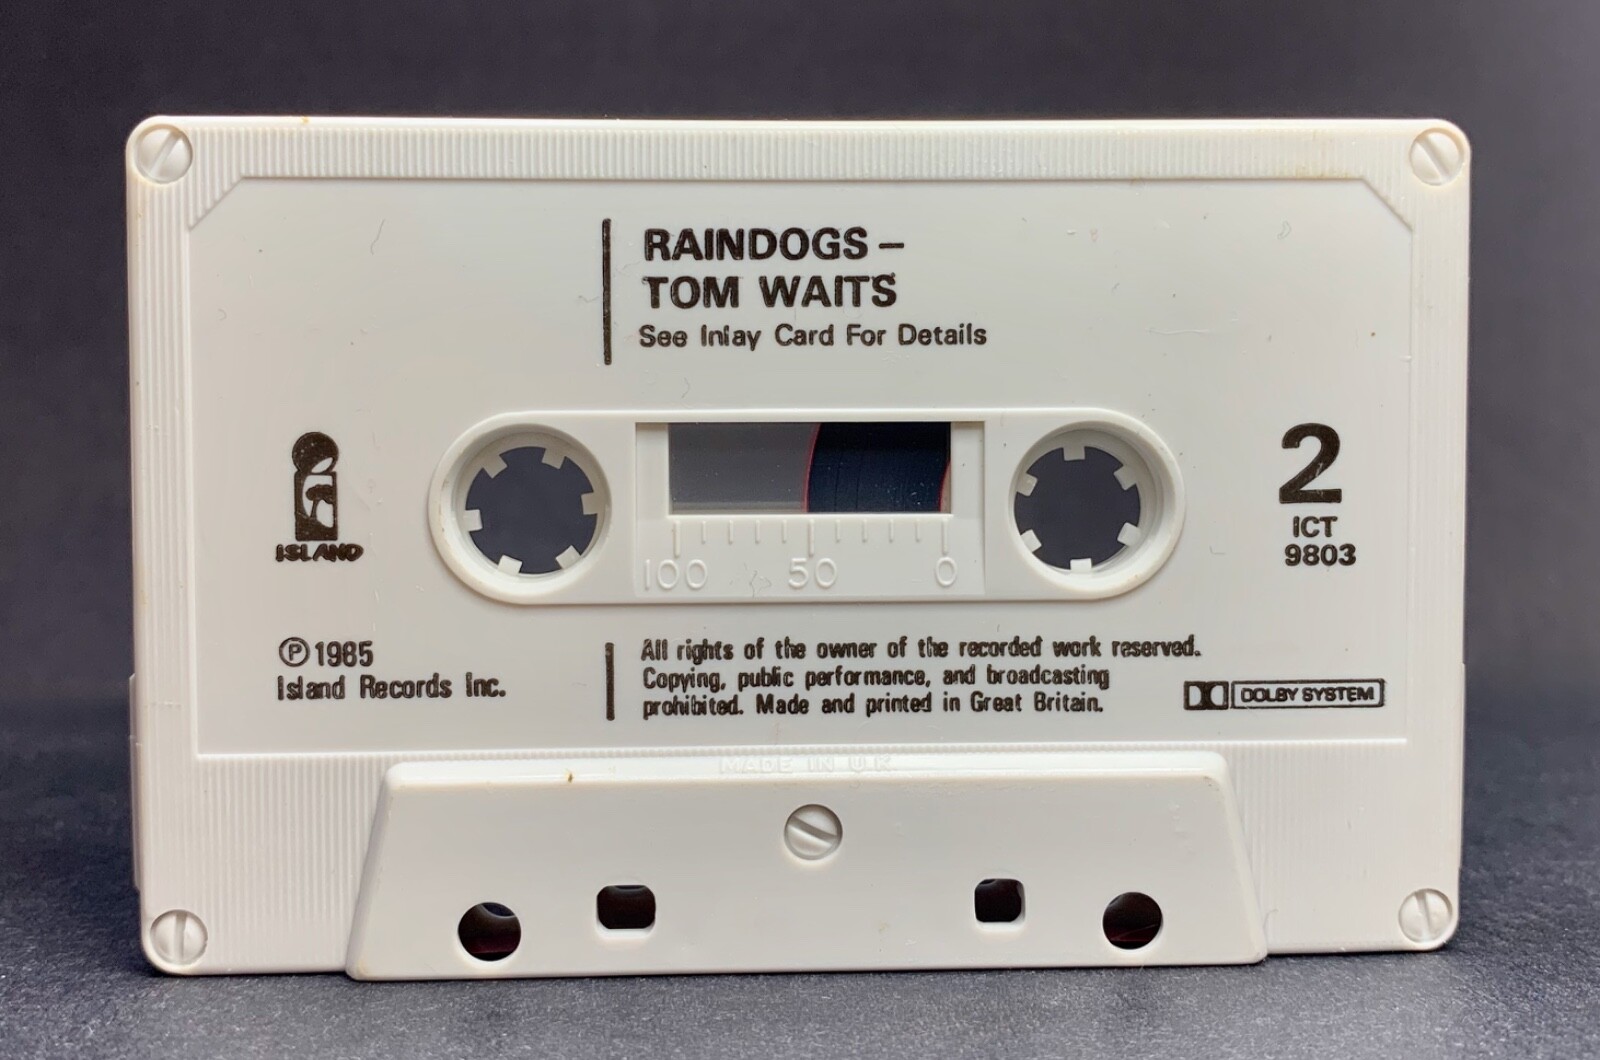 RAINDOGS –
TOM WAITS
See Inlay Card For Details
ISLAND
2
ICT
9803
100 50 0
Ⓟ 1985
Island Records Inc.
All rights of the owner of the recorded work reserved.
Copying, public performance, and broadcasting
prohibited. Made and printed in Great Britain.
DOLBY SYSTEM
MADE IN U.K.